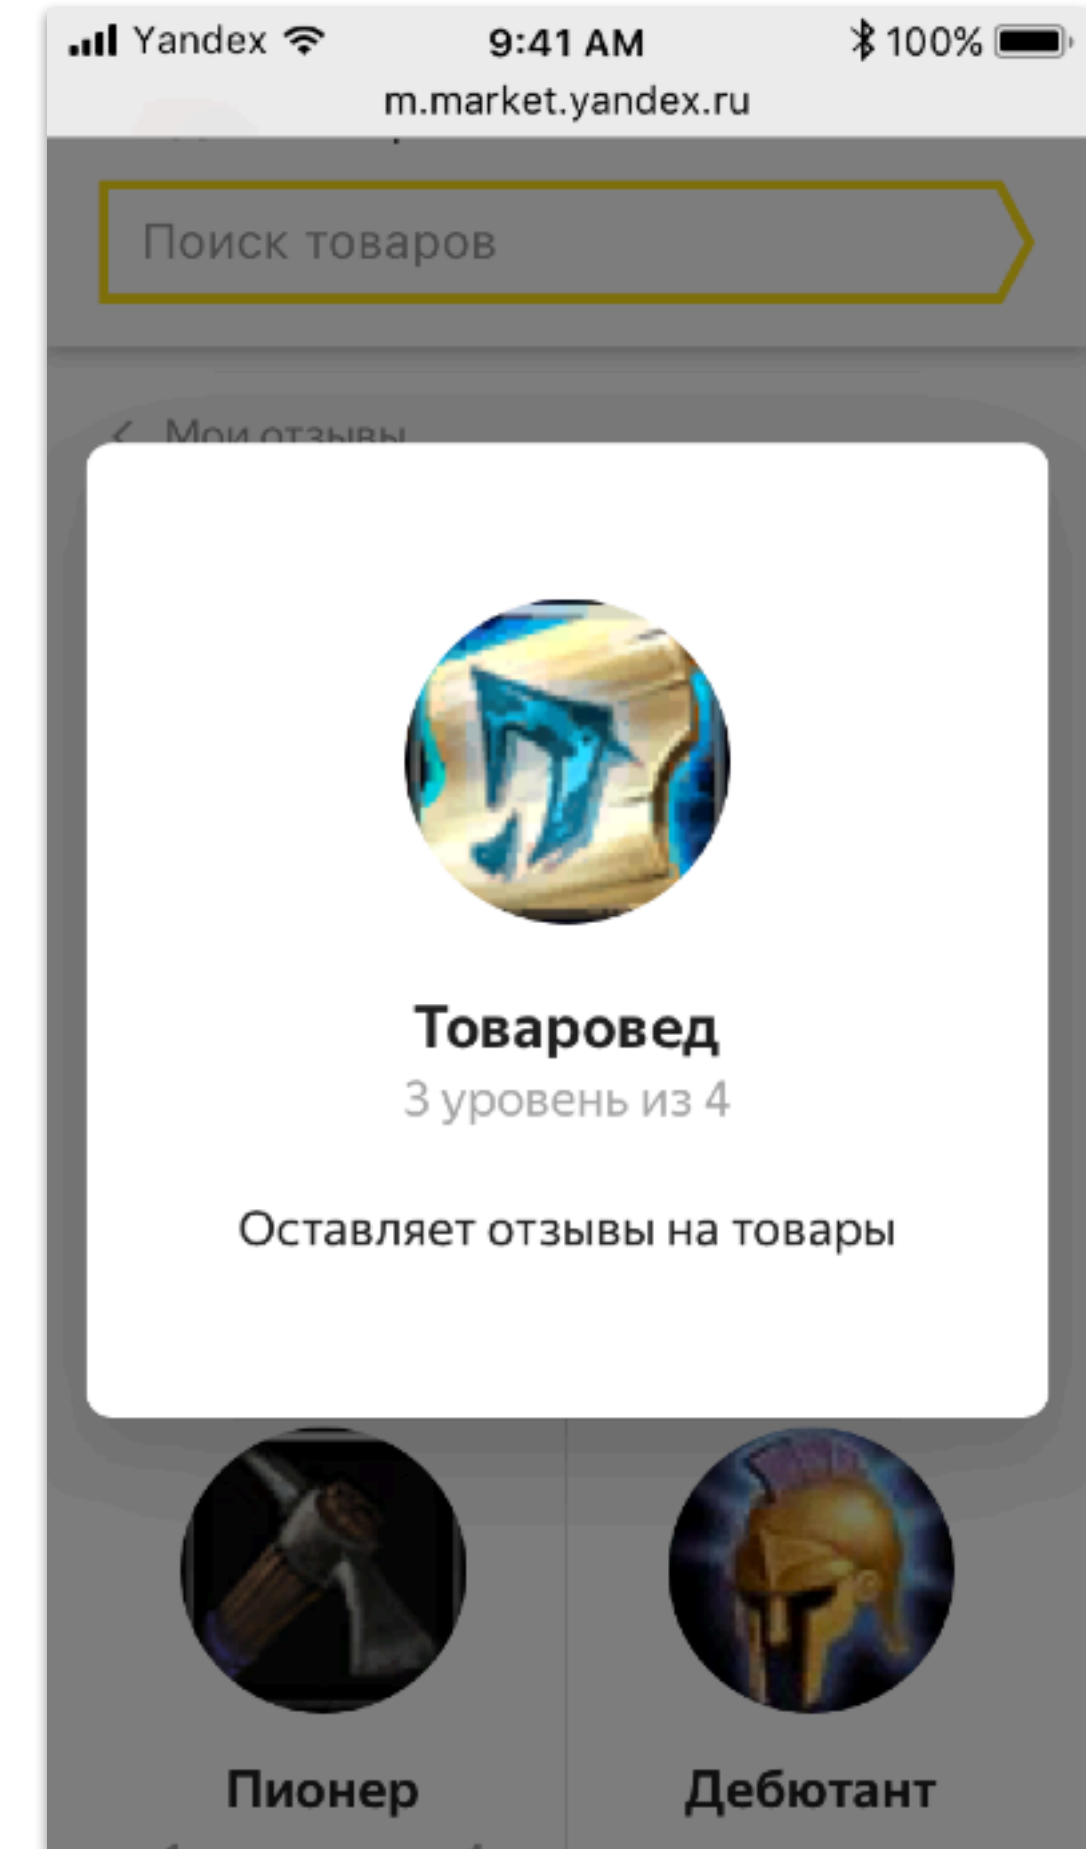 Yandex 9:41 AM 100%
m.market.yandex.ru
Поиск товаров
Мои отзывы
Товаровед
3 уровень из 4
Оставляет отзывы на товары
Пионер Дебютант